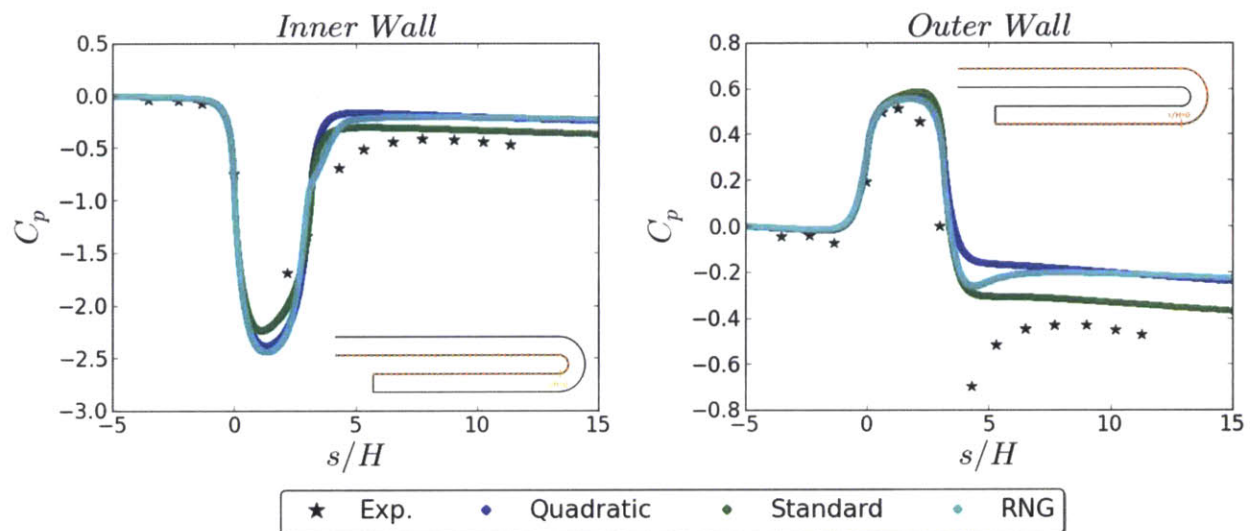 Inner Wall
0.5
0.0
−0.5
−1.0
−1.5
−2.0
−2.5
−3.0
C_p
−5
0
5
10
15
s/H
Outer Wall
0.8
0.6
0.4
0.2
0.0
−0.2
−0.4
−0.6
−0.8
C_p
s/H=0
−5
0
5
10
15
s/H
Exp.
Quadratic
Standard
RNG